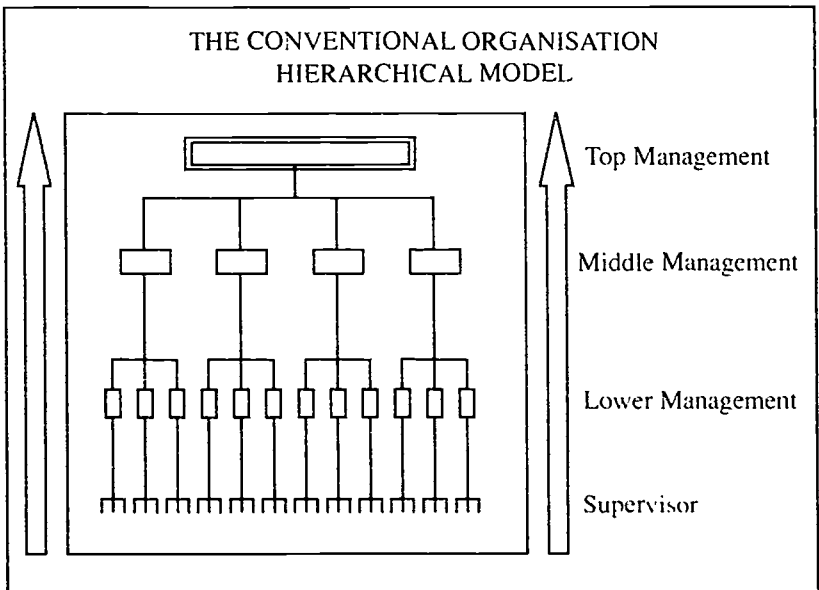 THE CONVENTIONAL ORGANISATION
HIERARCHICAL MODEL
Top Management
Middle Management
Lower Management
Supervisor